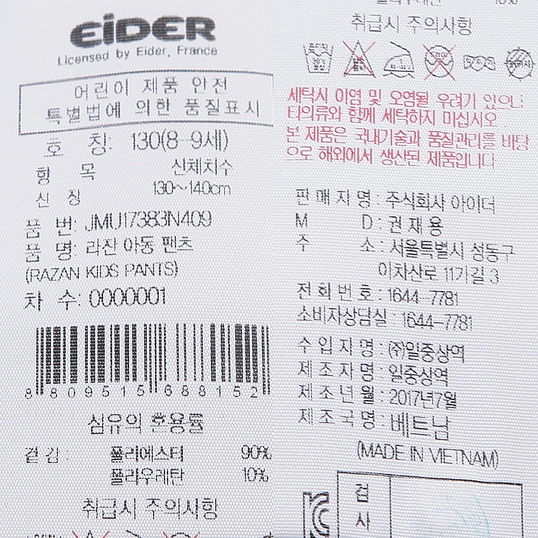 EiDER
Licensed by Eider, France
어린이 제품 안전
특별법에 의한 품질표시
호 칭: 130(8-9세)
항 목 신체치수
신 장 130~140cm
품 번: JMU17383N409
품 명: 라잔 아동 팬츠
(RAZAN KIDS PANTS)
차 수: 0000001
8 809515 688152
섬유의 혼용률
겉감: 폴리에스터 90%
폴리우레탄 10%
취급시 주의사항
10%
취급시 주의사항
세탁시 이염 및 오염될 우려가 있으니
타의류와 함께 세탁하지 마십시오
본 제품은 국내기술과 품질관리를 바탕
으로 해외에서 생산된 제품입니다
판매자명: 주식회사 아이더
M D: 권재용
주 소: 서울특별시 성동구
아차산로 11가길 3
전화번호: 1644-7781
소비자상담실: 1644-7781
수입자명: ㈜일중상역
제조자명: 일중상역
제조년월: 2017년7월
제조국명: 베트남
(MADE IN VIETNAM)
검
사